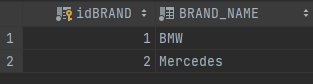 idBRAND BRAND_NAME
1 1 BMW
2 2 Mercedes